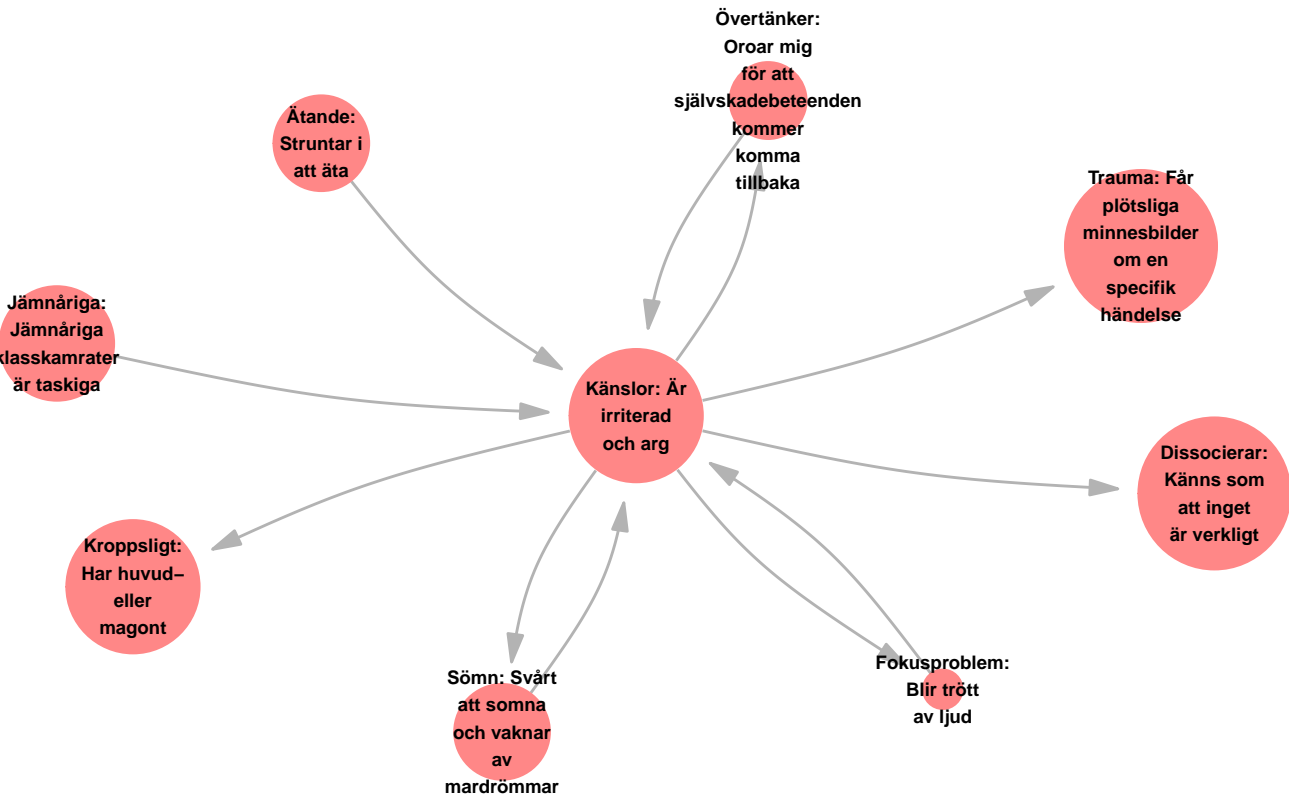 Övertänker:
Oroar mig
för att
självskadebeteenden
kommer
komma
tillbaka
Ätande:
Struntar i
att äta
Trauma: Får
plötsliga
minnesbilder
om en
specifik
händelse
Jämnåriga:
Jämnåriga
klasskamrater
är taskiga
Känslor: Är
irriterad
och arg
Dissocierar:
Känns som
att inget
är verkligt
Kroppsligt:
Har huvud–
eller
magont
Sömn: Svårt
att somna
och vaknar
av
mardrömmar
Fokusproblem:
Blir trött
av ljud